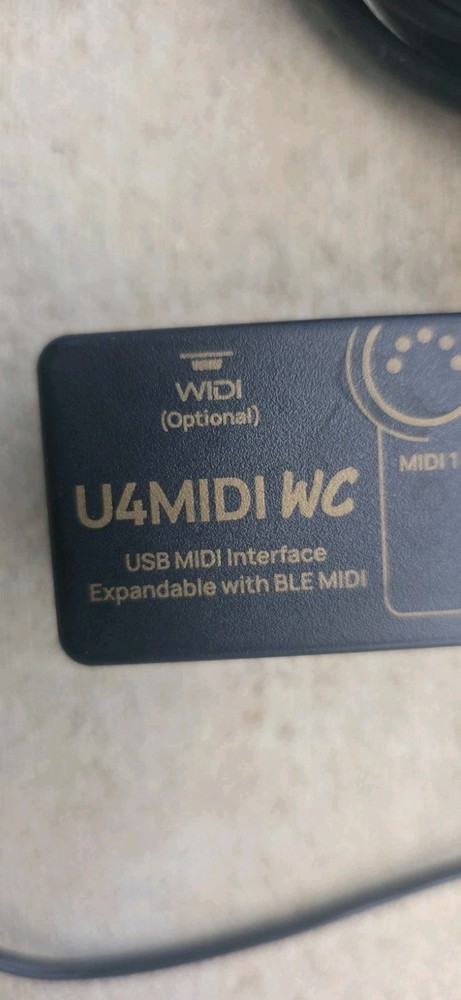 WIDI
(Optional)
U4MIDI WC
USB MIDI Interface
Expandable with BLE MIDI
MIDI 1